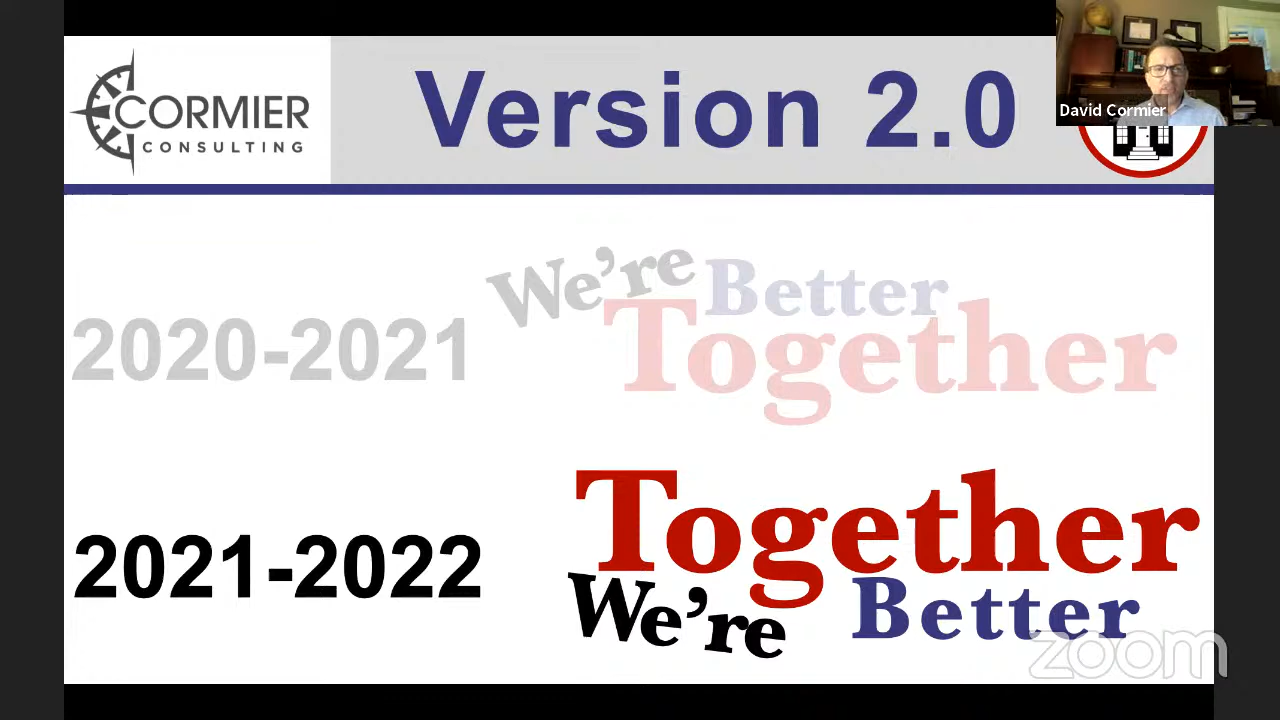 CORMIER
CONSULTING
Version 2.0
David Cormier
2020-2021
We're Better
Together
2021-2022
Together
We're Better
zoom